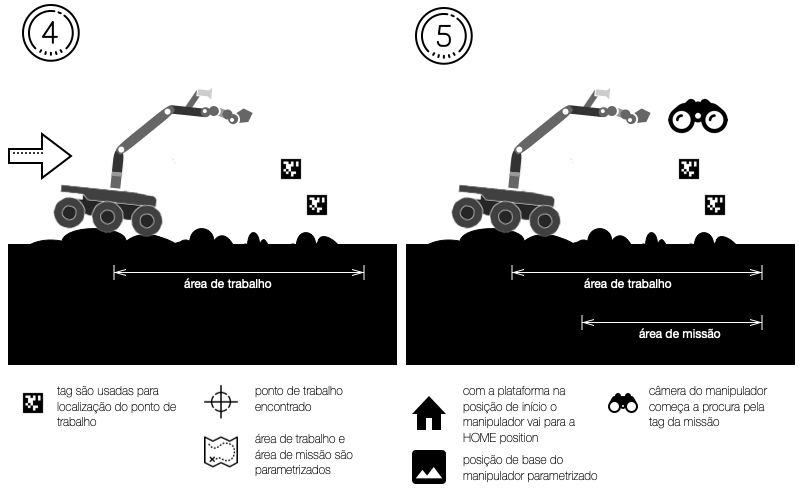 4
5
área de trabalho
área de trabalho
área de missão
tag são usadas para
localização do ponto de
trabalho
ponto de trabalho
encontrado
área de trabalho e
área de missão são
parametrizados
com a plataforma na
posição de início o
manipulador vai para a
HOME position
posição de base do
manipulador parametrizado
câmera do manipulador
começa a procura pela
tag da missão